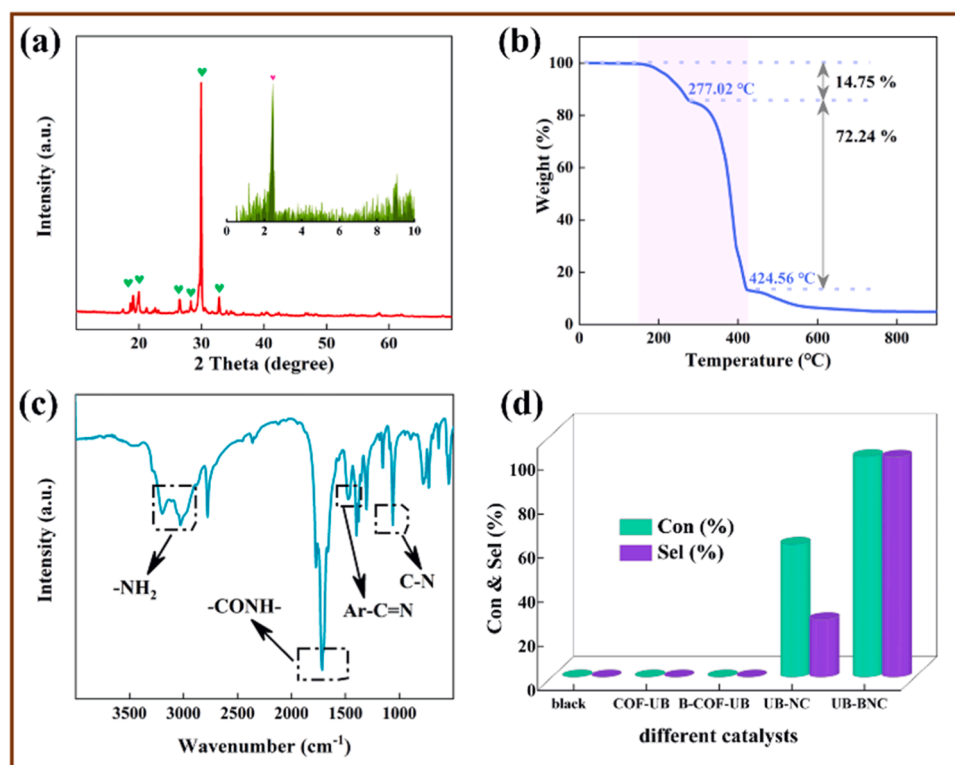 (a)
Intensity (a.u.)
0 2 4 6 8 10
20 30 40 50 60
2 Theta (degree)
(b)
100
80
60
40
20
0
Weight (%)
277.02 °C
424.56 °C
14.75 %
72.24 %
0 200 400 600 800
Temperature (°C)
(c)
Intensity (a.u.)
-NH2
-CONH-
Ar-C=N
C-N
3500 3000 2500 2000 1500 1000
Wavenumber (cm-1)
(d)
100
80
60
40
20
0
Con & Sel (%)
Con (%)
Sel (%)
black COF-UB B-COF-UB UB-NC UB-BNC
different catalysts